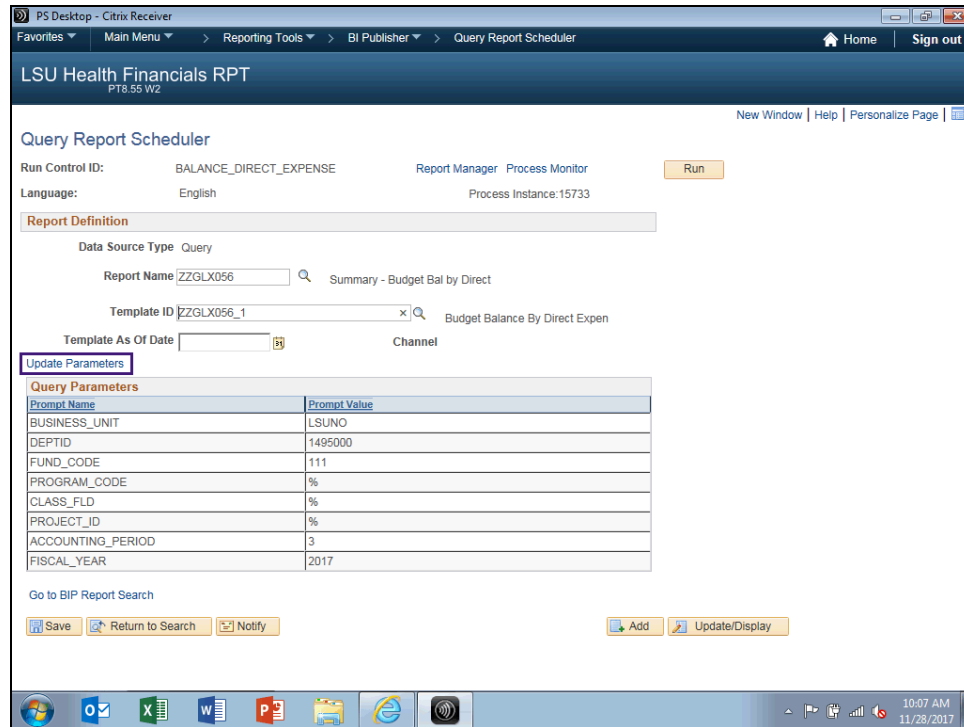 PS Desktop - Citrix Receiver
Favorites Main Menu > Reporting Tools > BI Publisher > Query Report Scheduler Home Sign out
LSU Health Financials RPT
PT8.55 W2
New Window | Help | Personalize Page |
Query Report Scheduler
Run Control ID: BALANCE_DIRECT_EXPENSE Report Manager Process Monitor Run
Language: English Process Instance:15733
Report Definition
Data Source Type Query
Report Name ZZGLX056 Summary - Budget Bal by Direct
Template ID ZZGLX056_1 × Budget Balance By Direct Expen
Template As Of Date 31 Channel
Update Parameters
Query Parameters
Prompt Name Prompt Value
BUSINESS_UNIT LSUNO
DEPTID 1495000
FUND_CODE 111
PROGRAM_CODE %
CLASS_FLD %
PROJECT_ID %
ACCOUNTING_PERIOD 3
FISCAL_YEAR 2017
Go to BIP Report Search
Save Return to Search Notify Add Update/Display
10:07 AM
11/28/2017